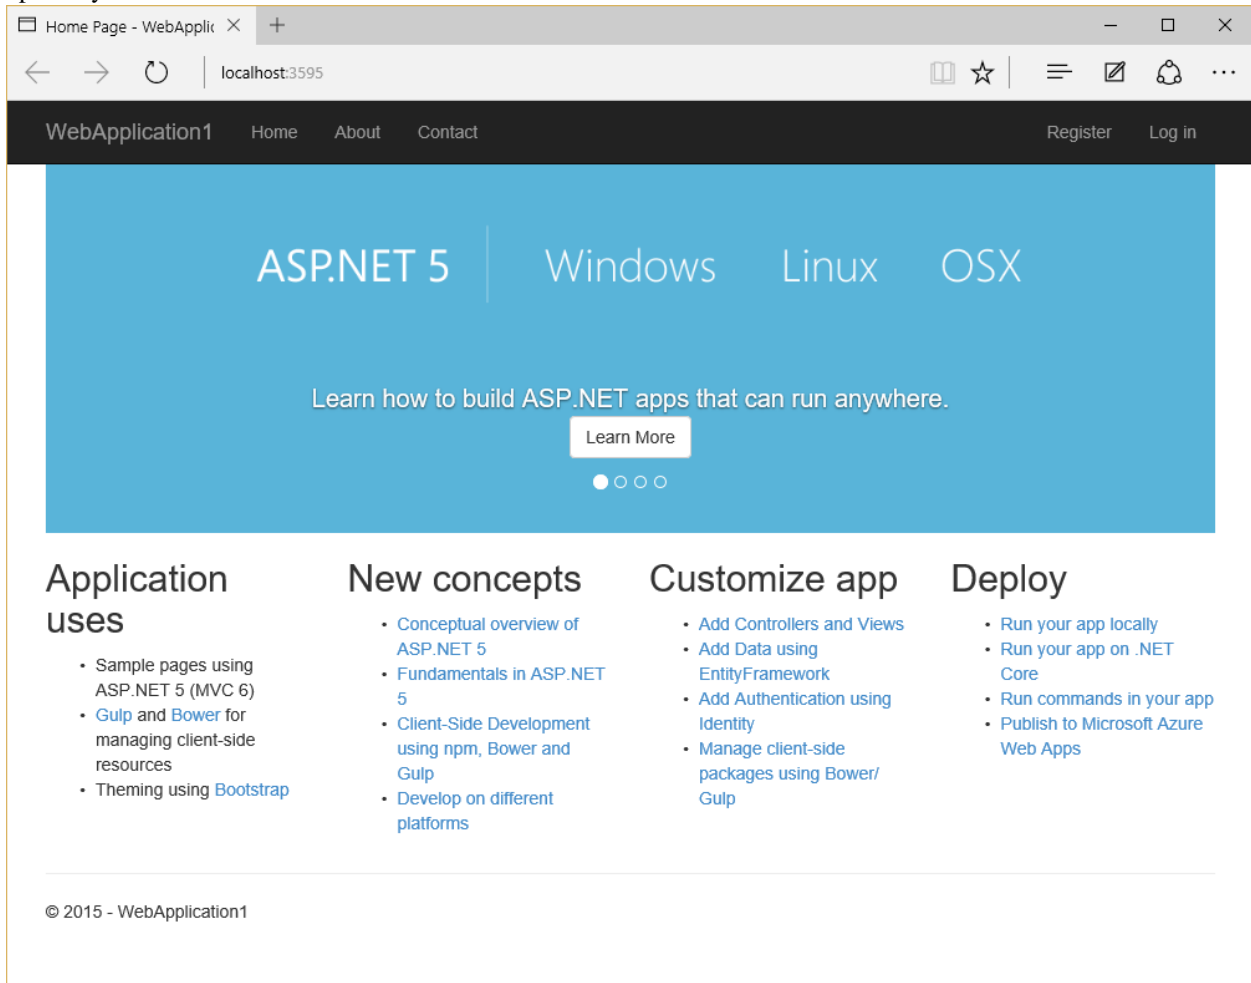 Home Page - WebApplic
localhost:3595
WebApplication1 Home About Contact Register Log in
ASP.NET 5 Windows Linux OSX
Learn how to build ASP.NET apps that can run anywhere.
Learn More
Application
uses
• Sample pages using
ASP.NET 5 (MVC 6)
• Gulp and Bower for
managing client-side
resources
• Theming using Bootstrap
New concepts
• Conceptual overview of
ASP.NET 5
• Fundamentals in ASP.NET
5
• Client-Side Development
using npm, Bower and
Gulp
• Develop on different
platforms
Customize app
• Add Controllers and Views
• Add Data using
EntityFramework
• Add Authentication using
Identity
• Manage client-side
packages using Bower/
Gulp
Deploy
• Run your app locally
• Run your app on .NET
Core
• Run commands in your app
• Publish to Microsoft Azure
Web Apps
© 2015 - WebApplication1